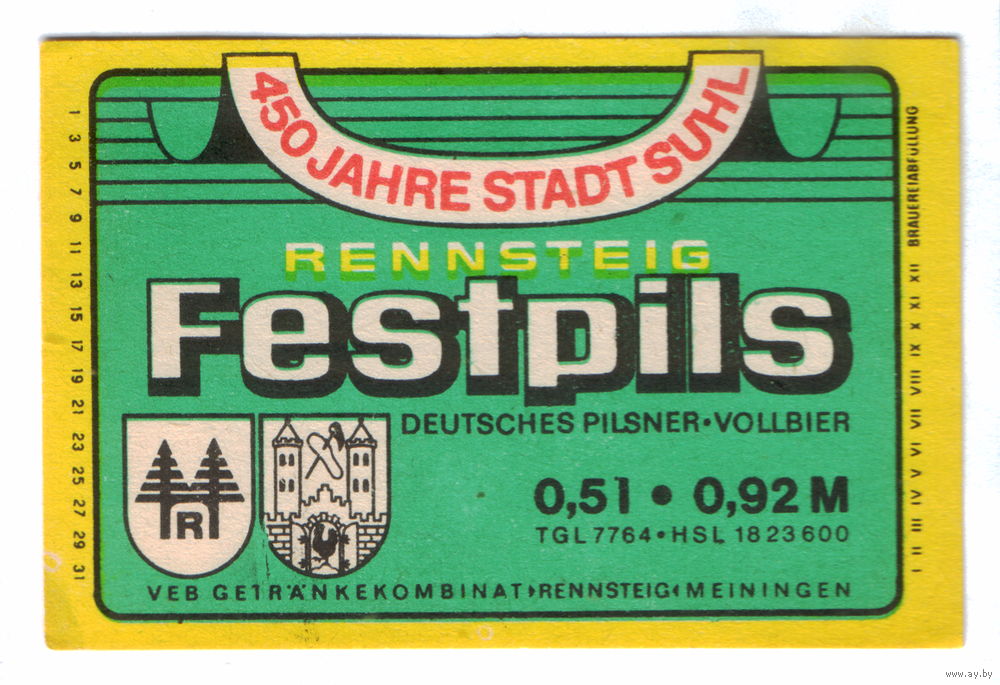 450 JAHRE STADT SUHL
RENNSTEIG
Festpils
DEUTSCHES PILSNER•VOLLBIER
0,5l • 0,92 M
TGL 7764•HSL 1823600
R
VEB GETRÄNKEKOMBINAT›RENNSTEIG‹MEININGEN
1 3 5 7 9 11 13 15 17 19 21 23 25 27 29 31
I II III IV V VI VII VIII IX X XI XII BRAUEREIABFÜLLUNG
www.ay.by